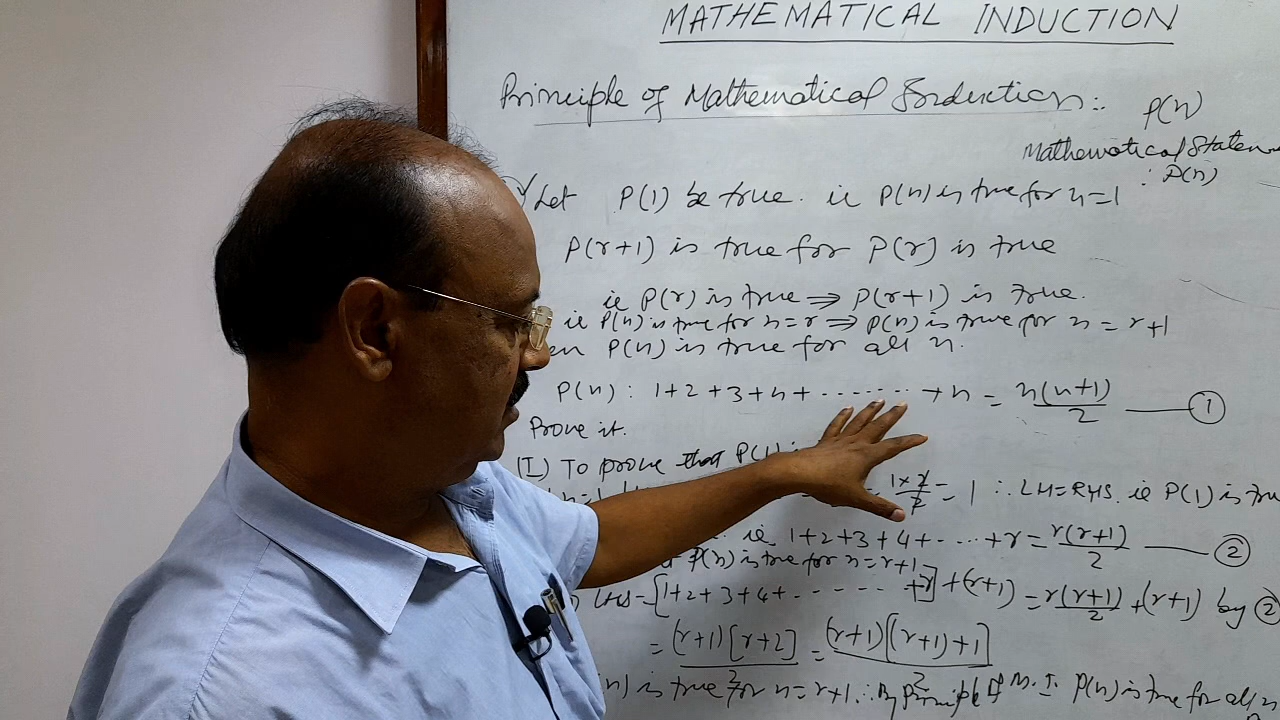 MATHEMATICAL INDUCTION
Principle of Mathematical Induction:-
P(n)
Mathematical Statem
: P(n)
Let P(1) be true. ie P(n) is true for n=1
P(r+1) is true for P(r) is true
ie P(r) is true ⇒ P(r+1) is true.
ie P(n) is true for n=r ⇒ P(n) is true for n=r+1
en P(n) is true for all n.
P(n): 1+2+3+4+.......+n = n(n+1)/2 —— ①
Prove it.
(I) To prove that P(1) i
n=1 = 1×2/2 = 1 ∴ LH=RHS. ie P(1) is tru
ie 1+2+3+4+.....+r = r(r+1)/2 —— ②
P(n) is true for n=r+1
LHS=[1+2+3+4+.......+r]+(r+1) = r(r+1)/2+(r+1) by ②
= (r+1)[r+2]/2 = (r+1)[(r+1)+1]/2
n) is true for n=r+1 ∴ By Principle of M.I. P(n) is true for all n